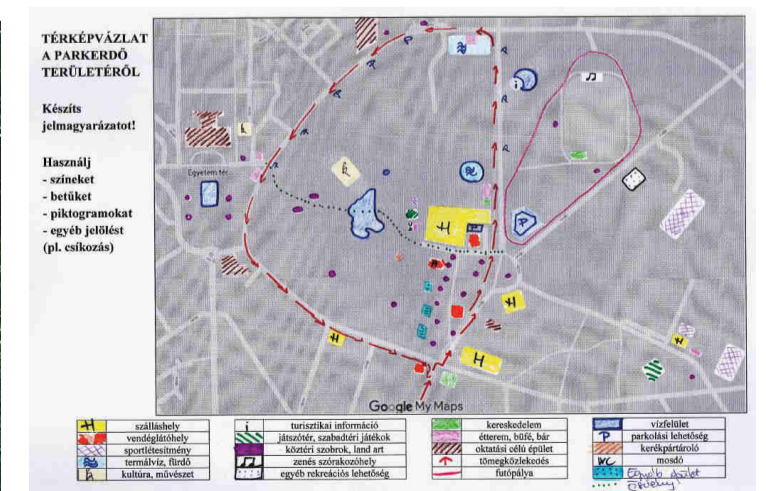 TÉRKÉPVÁZLAT
A PARKERDŐ
TERÜLETÉRŐL
Készíts
jelmagyarázatot!
Használj
- színeket
- betűket
- piktogramokat
- egyéb jelölést
(pl. csíkozás)
Egyetem tér
P
P
P
P
P
P
P
P
i
k
k
H
P
H
H
H
H
Google My Maps
H szálláshely
vendéglátóhely
sportlétesítmény
termálvíz, fürdő
k kultúra, művészet
i turisztikai információ
játszótér, szabadtéri játékok
köztéri szobrok, land art
zenés szórakozóhely
egyéb rekreációs lehetőség
kereskedelem
étterem, büfé, bár
oktatási célú épület
tömegközlekedés
futópálya
vízfelület
P parkolási lehetőség
kerékpártároló
WC mosdó
Egyéb épület